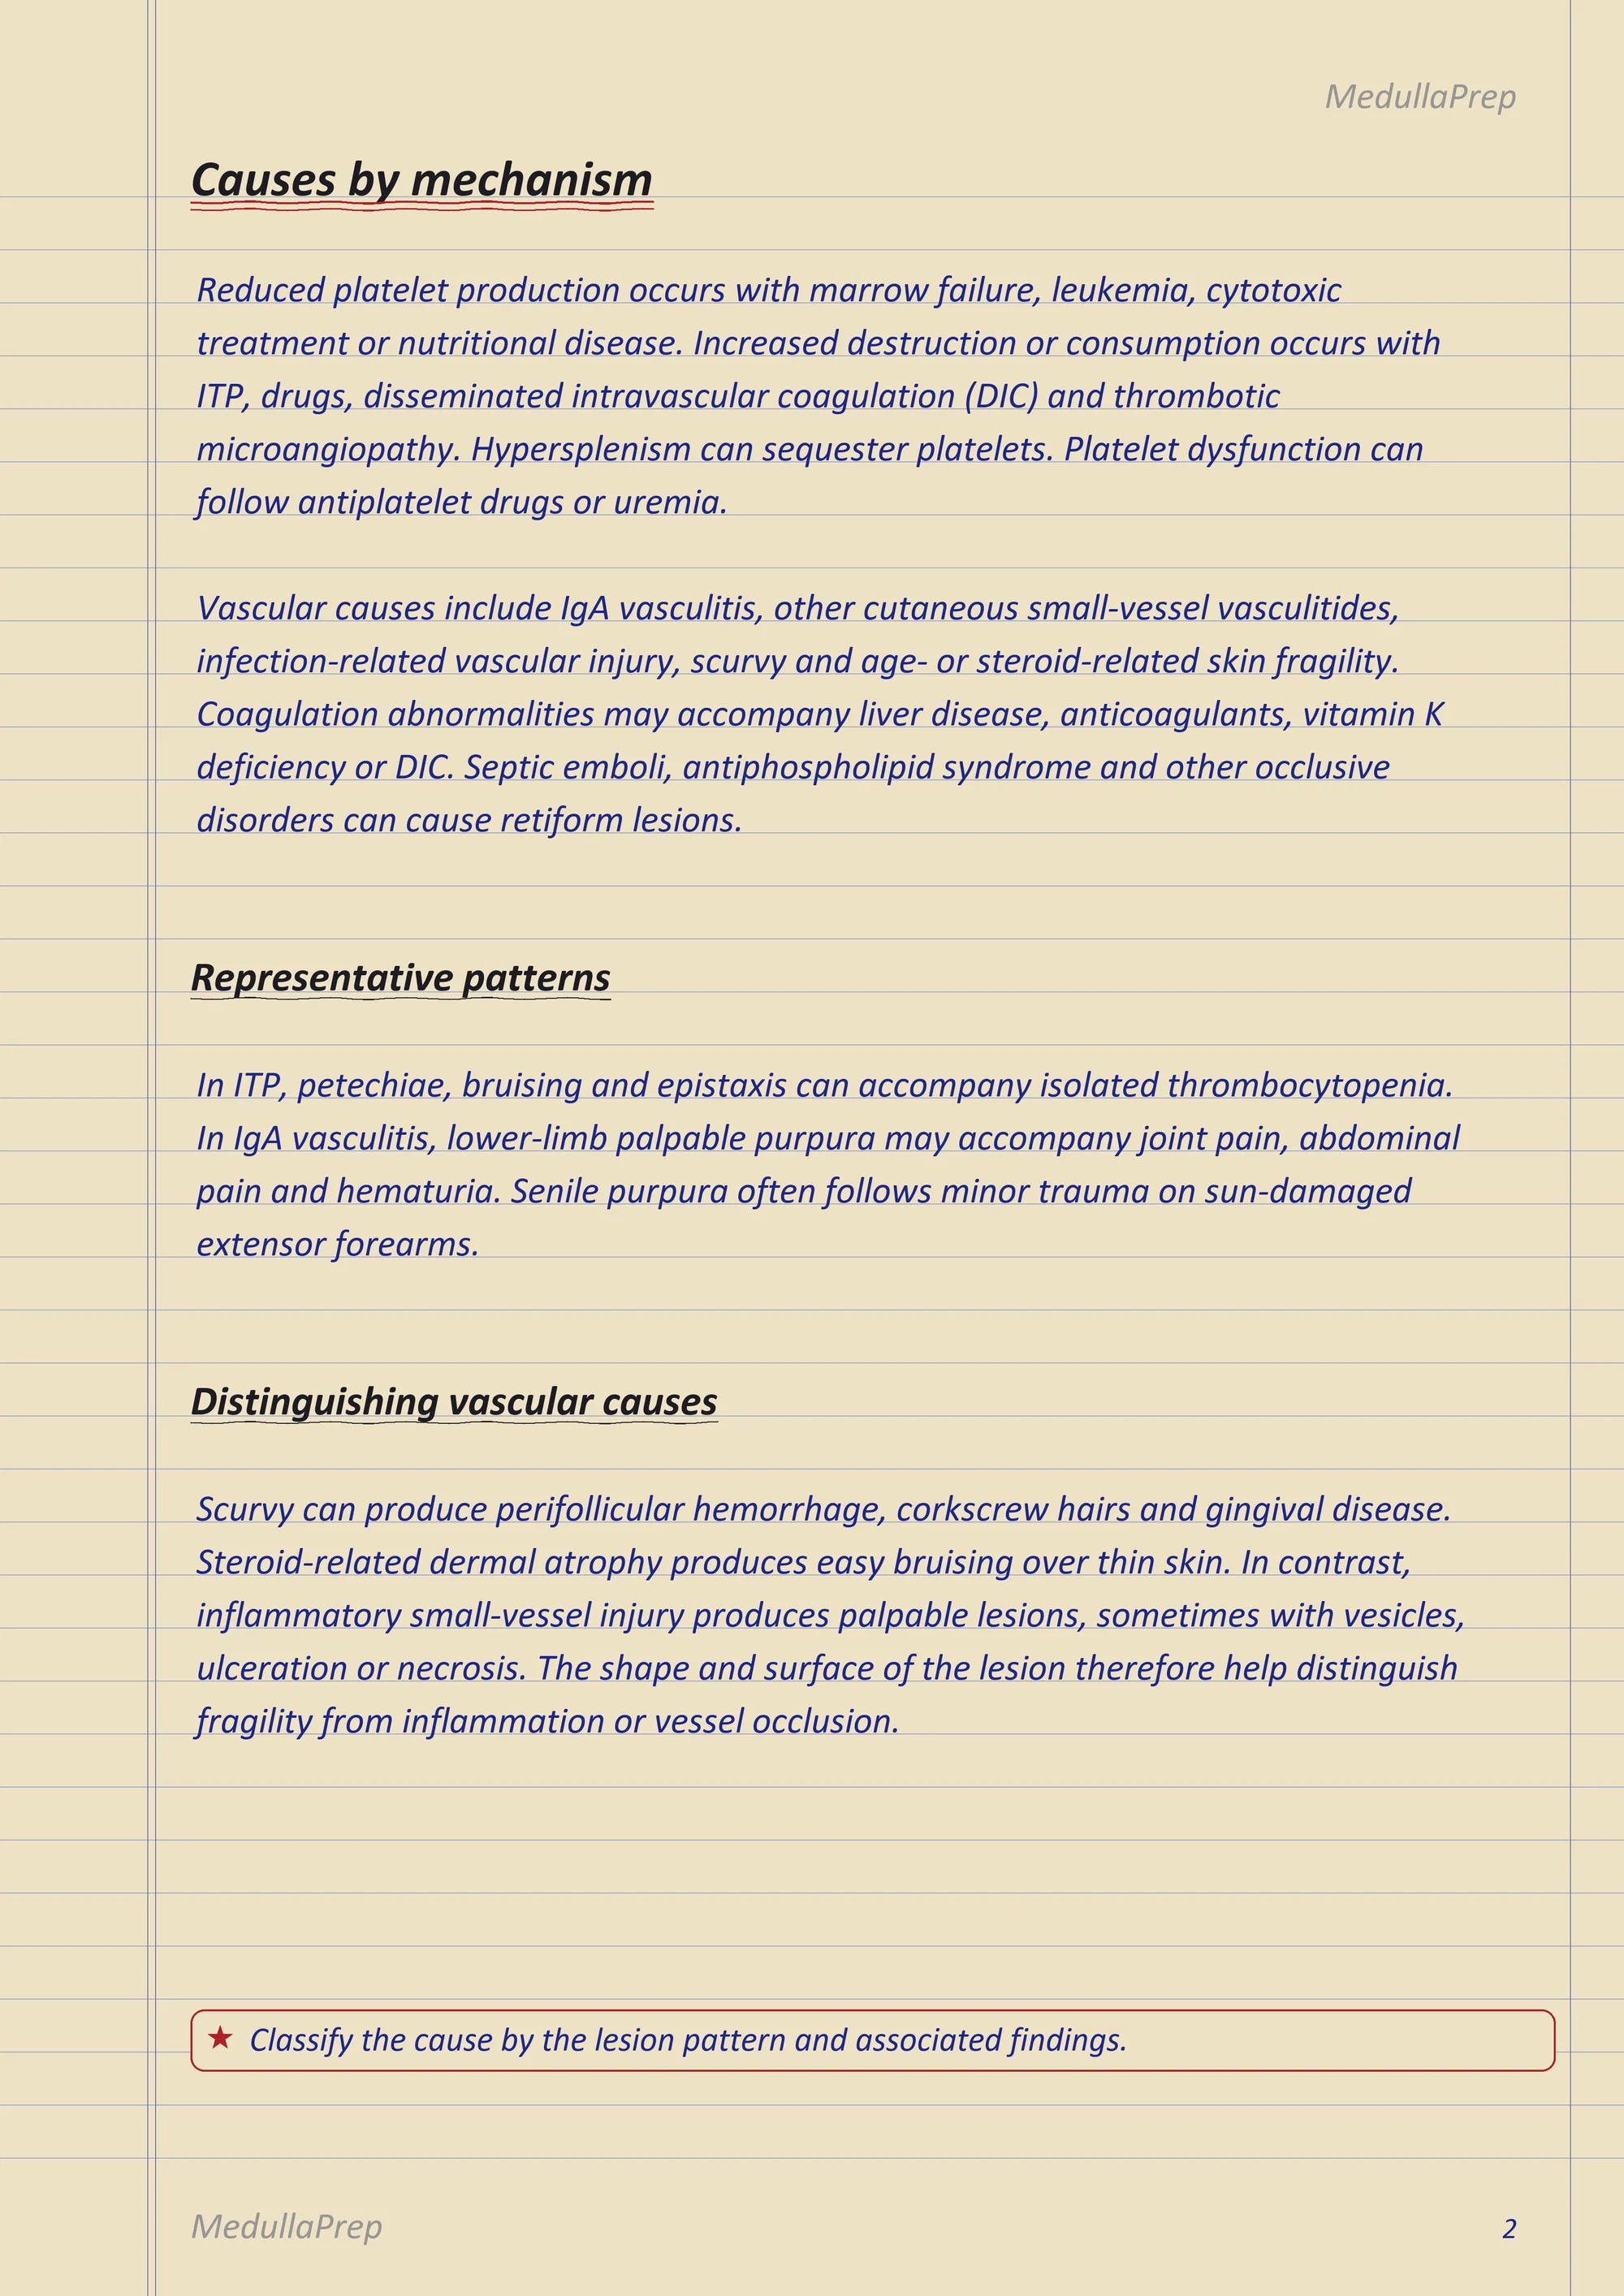 MedullaPrep
Causes by mechanism
Reduced platelet production occurs with marrow failure, leukemia, cytotoxic
treatment or nutritional disease. Increased destruction or consumption occurs with
ITP, drugs, disseminated intravascular coagulation (DIC) and thrombotic
microangiopathy. Hypersplenism can sequester platelets. Platelet dysfunction can
follow antiplatelet drugs or uremia.
Vascular causes include IgA vasculitis, other cutaneous small-vessel vasculitides,
infection-related vascular injury, scurvy and age- or steroid-related skin fragility.
Coagulation abnormalities may accompany liver disease, anticoagulants, vitamin K
deficiency or DIC. Septic emboli, antiphospholipid syndrome and other occlusive
disorders can cause retiform lesions.
Representative patterns
In ITP, petechiae, bruising and epistaxis can accompany isolated thrombocytopenia.
In IgA vasculitis, lower-limb palpable purpura may accompany joint pain, abdominal
pain and hematuria. Senile purpura often follows minor trauma on sun-damaged
extensor forearms.
Distinguishing vascular causes
Scurvy can produce perifollicular hemorrhage, corkscrew hairs and gingival disease.
Steroid-related dermal atrophy produces easy bruising over thin skin. In contrast,
inflammatory small-vessel injury produces palpable lesions, sometimes with vesicles,
ulceration or necrosis. The shape and surface of the lesion therefore help distinguish
fragility from inflammation or vessel occlusion.
★ Classify the cause by the lesion pattern and associated findings.
MedullaPrep
2